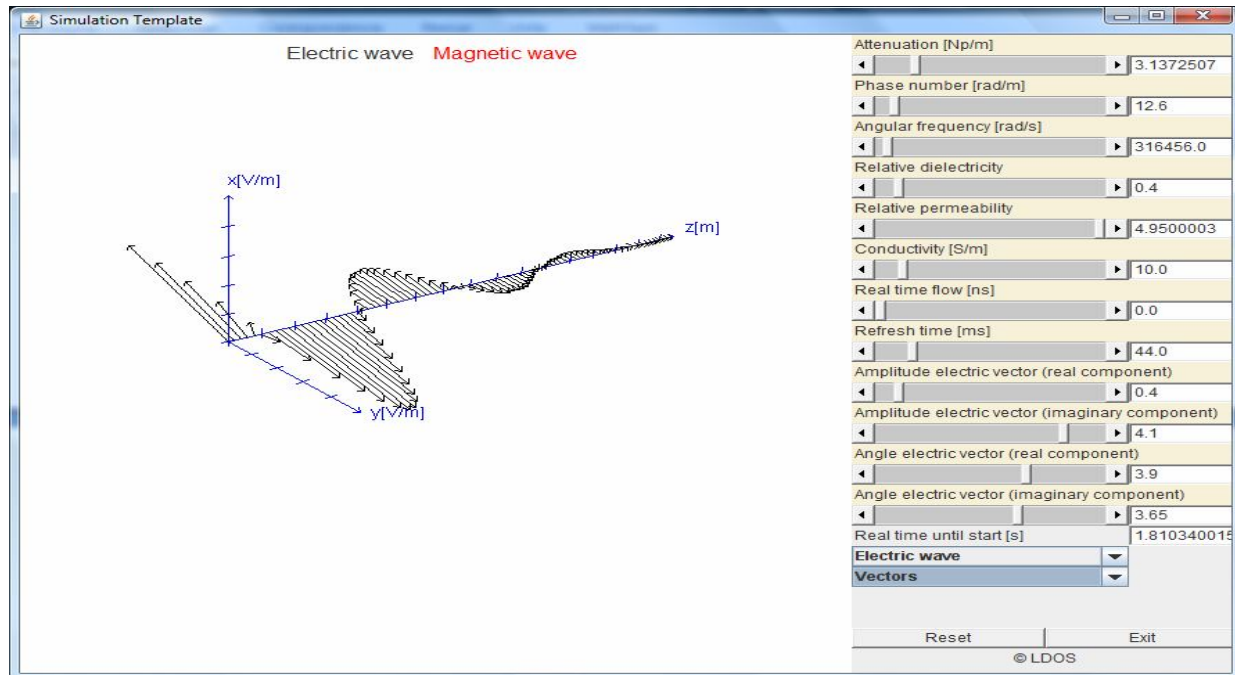 Simulation Template
Electric wave Magnetic wave
x[V/m]
z[m]
y[V/m]
Attenuation [Np/m]
3.1372507
Phase number [rad/m]
12.6
Angular frequency [rad/s]
316456.0
Relative dielectricity
0.4
Relative permeability
4.9500003
Conductivity [S/m]
10.0
Real time flow [ns]
0.0
Refresh time [ms]
44.0
Amplitude electric vector (real component)
0.4
Amplitude electric vector (imaginary component)
4.1
Angle electric vector (real component)
3.9
Angle electric vector (imaginary component)
3.65
Real time until start [s] 1.810340015
Electric wave
Vectors
Reset Exit
© LDOS